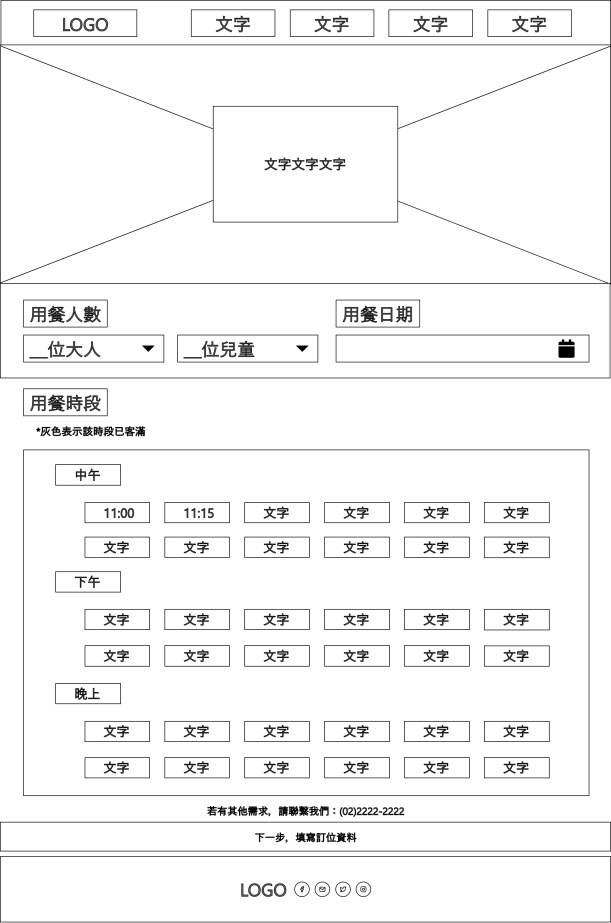 LOGO 文字 文字 文字 文字
文字文字文字
用餐人數 用餐日期
__位大人 __位兒童
用餐時段
*灰色表示該時段已客滿
中午
11:00 11:15 文字 文字 文字 文字
文字 文字 文字 文字 文字 文字
下午
文字 文字 文字 文字 文字 文字
文字 文字 文字 文字 文字 文字
晚上
文字 文字 文字 文字 文字 文字
文字 文字 文字 文字 文字 文字
若有其他需求，請聯繫我們：(02)2222-2222
下一步，填寫訂位資料
LOGO